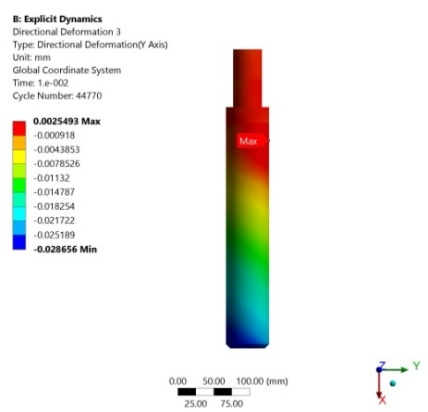 B: Explicit Dynamics
Directional Deformation 3
Type: Directional Deformation(Y Axis)
Unit: mm
Global Coordinate System
Time: 1.e-002
Cycle Number: 44770
0.0025493 Max
-0.000918
-0.0043853
-0.0078526
-0.01132
-0.014787
-0.018254
-0.021722
-0.025189
-0.028656 Min
Max
0.00 50.00 100.00 (mm)
25.00 75.00
Z Y
X